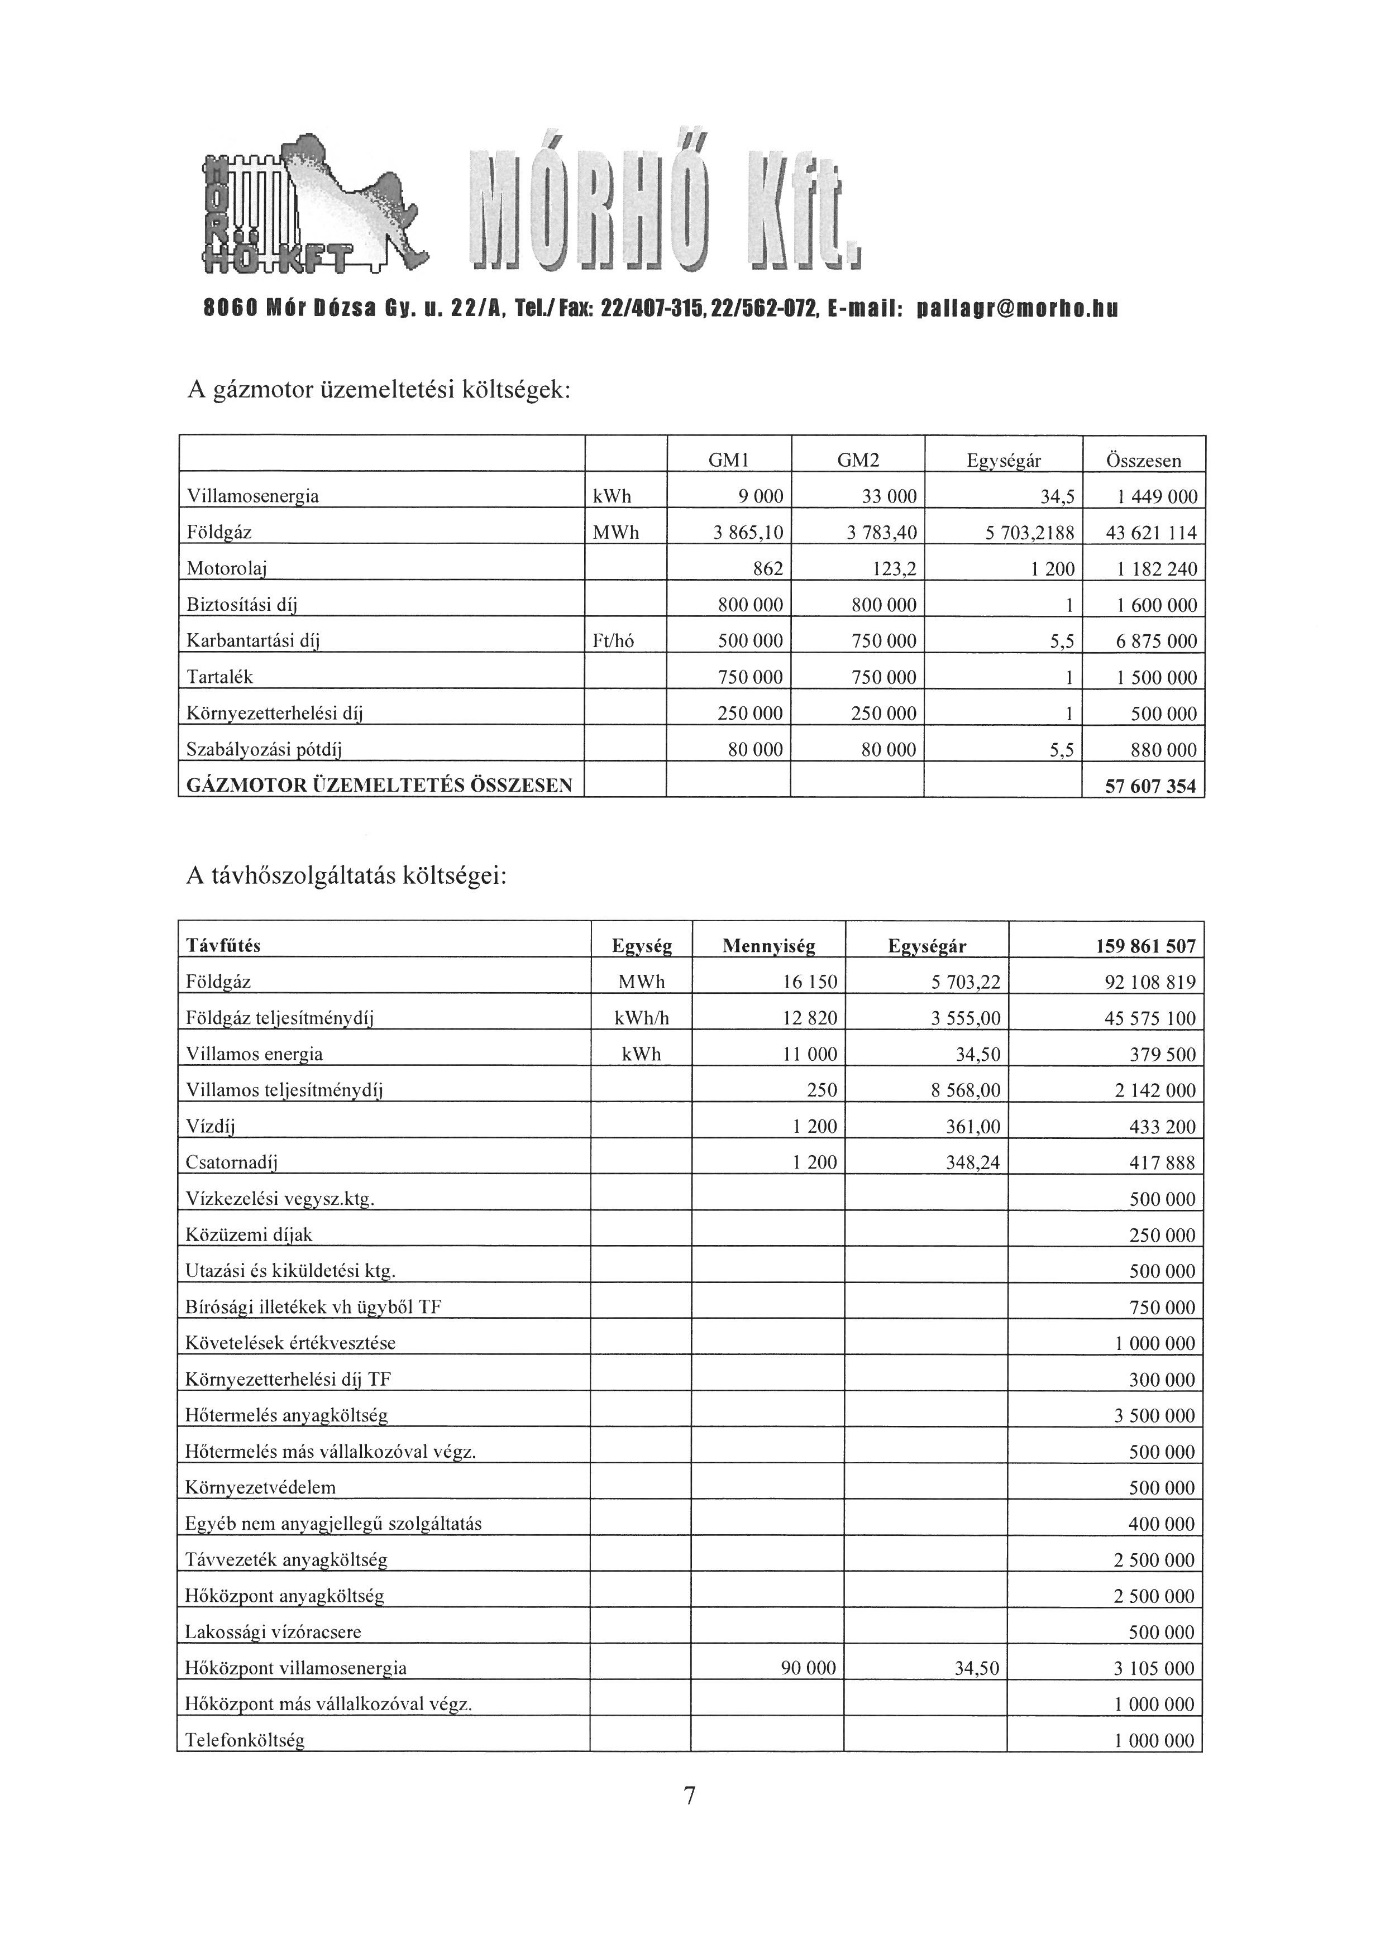 MÓRHŐ KFT
MÓRHŐ Kft.
8060 Mór Dózsa Gy. u. 22/A, Tel./Fax: 22/407-315, 22/562-072, E-mail: pallagr@morho.hu
A gázmotor üzemeltetési költségek:
GM1 GM2 Egységár Összesen
Villamosenergia kWh 9 000 33 000 34,5 1 449 000
Földgáz MWh 3 865,10 3 783,40 5 703,2188 43 621 114
Motorolaj 862 123,2 1 200 1 182 240
Biztosítási díj 800 000 800 000 1 1 600 000
Karbantartási díj Ft/hó 500 000 750 000 5,5 6 875 000
Tartalék 750 000 750 000 1 1 500 000
Környezetterhelési díj 250 000 250 000 1 500 000
Szabályozási pótdíj 80 000 80 000 5,5 880 000
GÁZMOTOR ÜZEMELTETÉS ÖSSZESEN 57 607 354
A távhőszolgáltatás költségei:
Távfűtés Egység Mennyiség Egységár 159 861 507
Földgáz MWh 16 150 5 703,22 92 108 819
Földgáz teljesítménydíj kWh/h 12 820 3 555,00 45 575 100
Villamos energia kWh 11 000 34,50 379 500
Villamos teljesítménydíj 250 8 568,00 2 142 000
Vízdíj 1 200 361,00 433 200
Csatornadíj 1 200 348,24 417 888
Vízkezelési vegysz.ktg. 500 000
Közüzemi díjak 250 000
Utazási és kiküldetési ktg. 500 000
Bírósági illetékek vh ügyből TF 750 000
Követelések értékvesztése 1 000 000
Környezetterhelési díj TF 300 000
Hőtermelés anyagköltség 3 500 000
Hőtermelés más vállalkozóval végz. 500 000
Környezetvédelem 500 000
Egyéb nem anyagjellegű szolgáltatás 400 000
Távvezeték anyagköltség 2 500 000
Hőközpont anyagköltség 2 500 000
Lakossági vízóracsere 500 000
Hőközpont villamosenergia 90 000 34,50 3 105 000
Hőközpont más vállalkozóval végz. 1 000 000
Telefonköltség 1 000 000
7